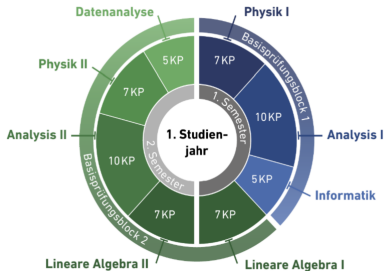 Datenanalyse
Physik I
Physik II
5 KP
7 KP
Basisprüfungsblock 1
7 KP
10 KP
1. Semester
Analysis II
1. Studien-
jahr
Analysis I
10 KP
2. Semester
5 KP
Informatik
Basisprüfungsblock 2
7 KP
7 KP
Lineare Algebra II
Lineare Algebra I